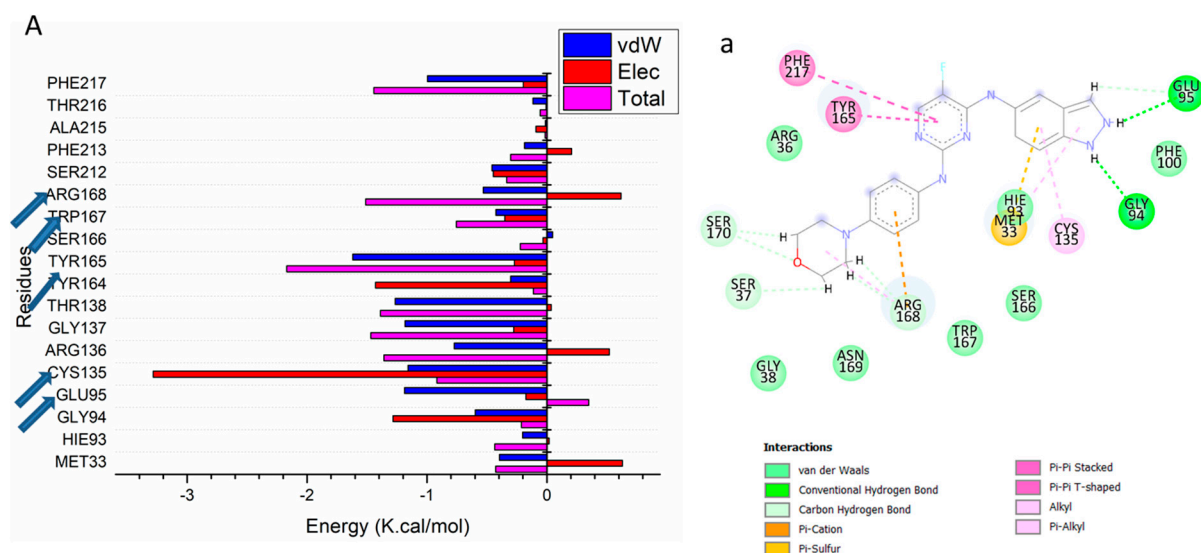 A
vdW
Elec
Total
Residues
PHE217
THR216
ALA215
PHE213
SER212
ARG168
TRP167
SER166
TYR165
TYR164
THR138
GLY137
ARG136
CYS135
GLU95
GLY94
HIE93
MET33
-3
-2
-1
0
Energy (K.cal/mol)
a
PHE
217
TYR
165
ARG
36
F
N
N
N
N
N
N
O
H
H
H
H
H
H
H
N
N
GLU
95
PHE
100
GLY
94
HIE
93
MET
33
CYS
135
SER
170
SER
37
ARG
168
SER
166
TRP
167
ASN
169
GLY
38
Interactions
van der Waals
Conventional Hydrogen Bond
Carbon Hydrogen Bond
Pi-Cation
Pi-Sulfur
Pi-Pi Stacked
Pi-Pi T-shaped
Alkyl
Pi-Alkyl